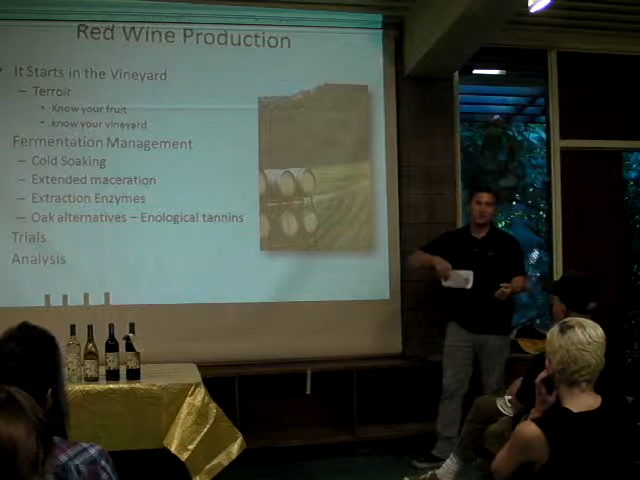 Red Wine Production
• It Starts in the Vineyard
– Terroir
• Know your fruit
• know your vineyard
Fermentation Management
– Cold Soaking
– Extended maceration
– Extraction Enzymes
– Oak alternatives – Enological tannins
Trials
Analysis